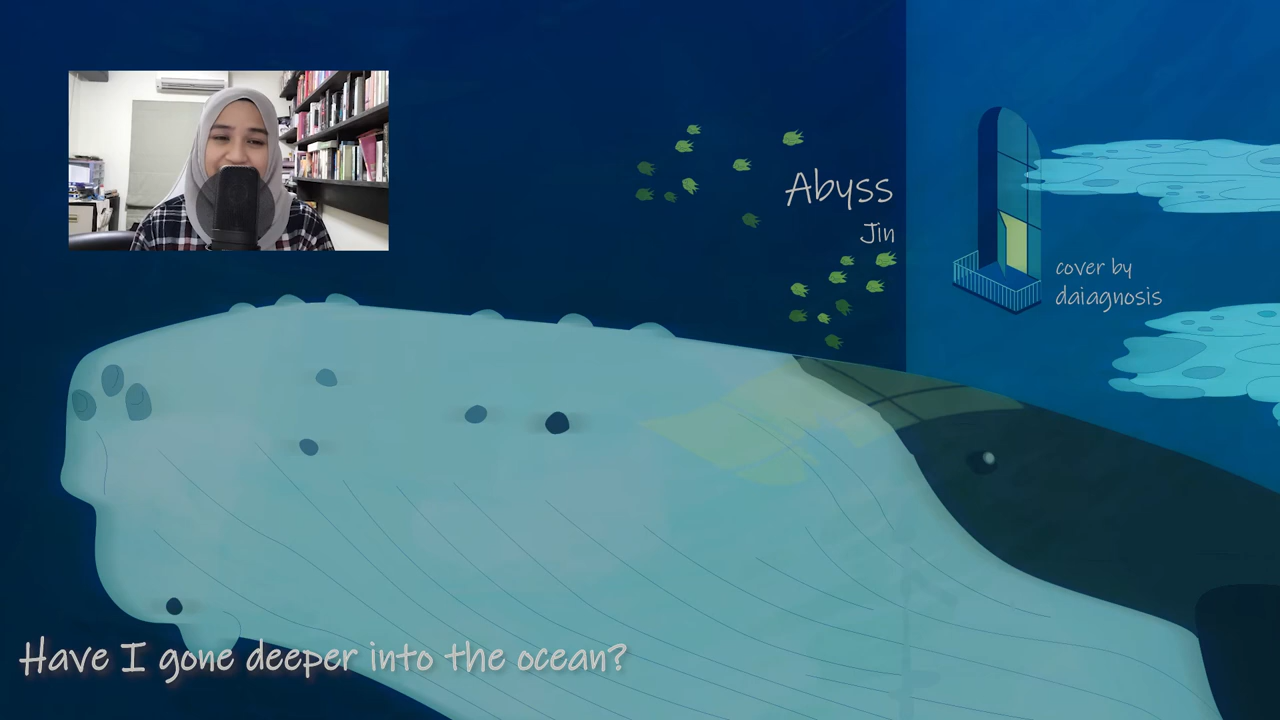 Abyss
Jin
cover by
daiagnosis
Have I gone deeper into the ocean?